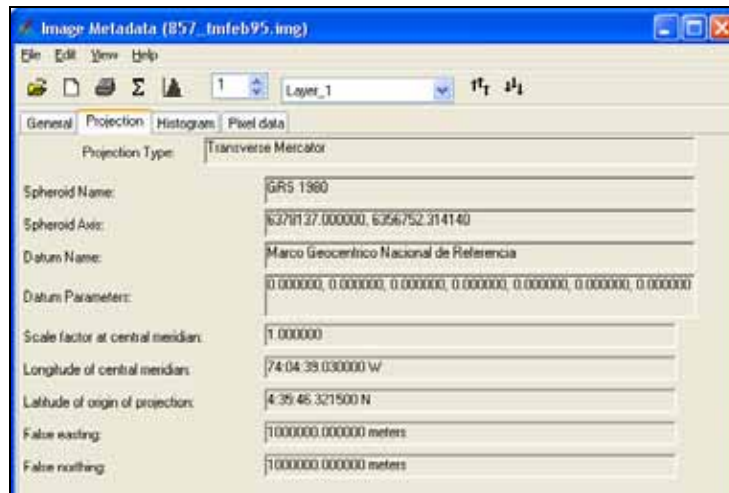 Image Metadata (857_tmfeb95.img)
File Edit View Help
Σ 1 Layer_1
General Projection Histogram Pixel data
Projection Type: Transverse Mercator
Spheroid Name: GRS 1980
Spheroid Axis: 6378137.000000, 6356752.314140
Datum Name: Marco Geocentrico Nacional de Referencia
Datum Parameters: 0.000000, 0.000000, 0.000000, 0.000000, 0.000000, 0.000000, 0.000000
Scale factor at central meridian: 1.000000
Longitude of central meridian: 74:04:39.030000 W
Latitude of origin of projection: 4:35:46.321500 N
False easting: 1000000.000000 meters
False northing: 1000000.000000 meters